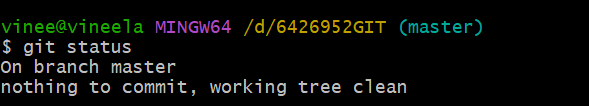 vinee@vineela MINGW64 /d/6426952GIT (master)
$ git status
On branch master
nothing to commit, working tree clean